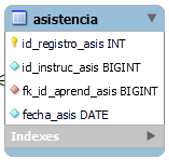 asistencia
id_registro_asis INT
id_instruc_asis BIGINT
fk_id_aprend_asis BIGINT
fecha_asis DATE
Indexes